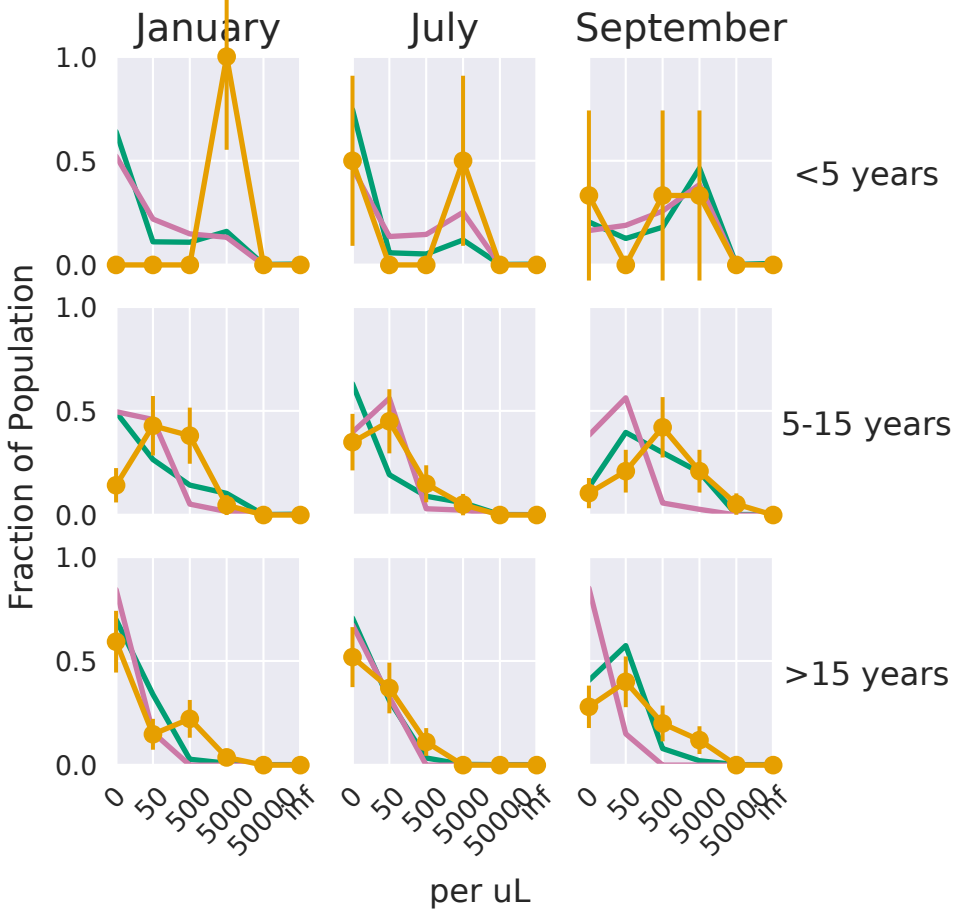 January July September
1.0
0.5
0.0
<5 years
1.0
0.5
0.0
5-15 years
1.0
0.5
0.0
>15 years
Fraction of Population
0 50 500 5000 50000 inf
0 50 500 5000 50000 inf
0 50 500 5000 50000 inf
per uL